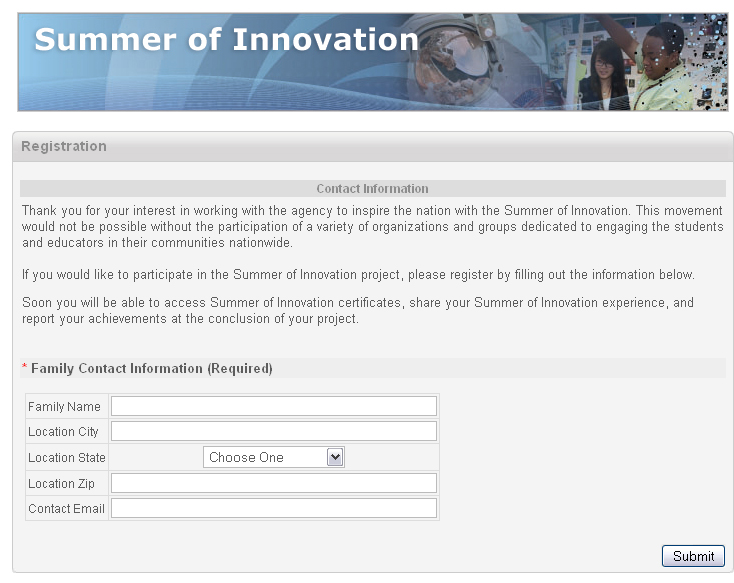 Summer of Innovation
Registration
Contact Information
Thank you for your interest in working with the agency to inspire the nation with the Summer of Innovation. This movement
would not be possible without the participation of a variety of organizations and groups dedicated to engaging the students
and educators in their communities nationwide.
If you would like to participate in the Summer of Innovation project, please register by filling out the information below.
Soon you will be able to access Summer of Innovation certificates, share your Summer of Innovation experience, and
report your achievements at the conclusion of your project.
* Family Contact Information (Required)
Family Name
Location City
Location State Choose One
Location Zip
Contact Email
Submit